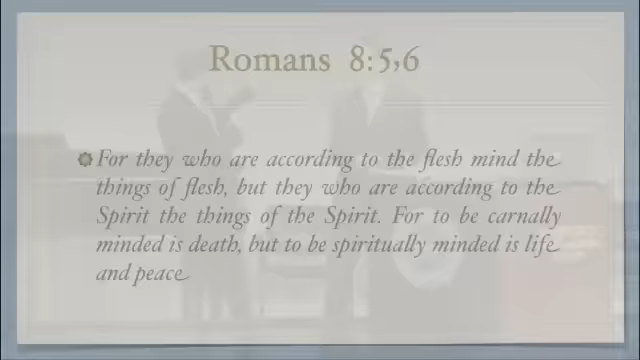 Romans 8:5,6
For they who are according to the flesh mind the
things of flesh, but they who are according to the
Spirit the things of the Spirit. For to be carnally
minded is death, but to be spiritually minded is life
and peace